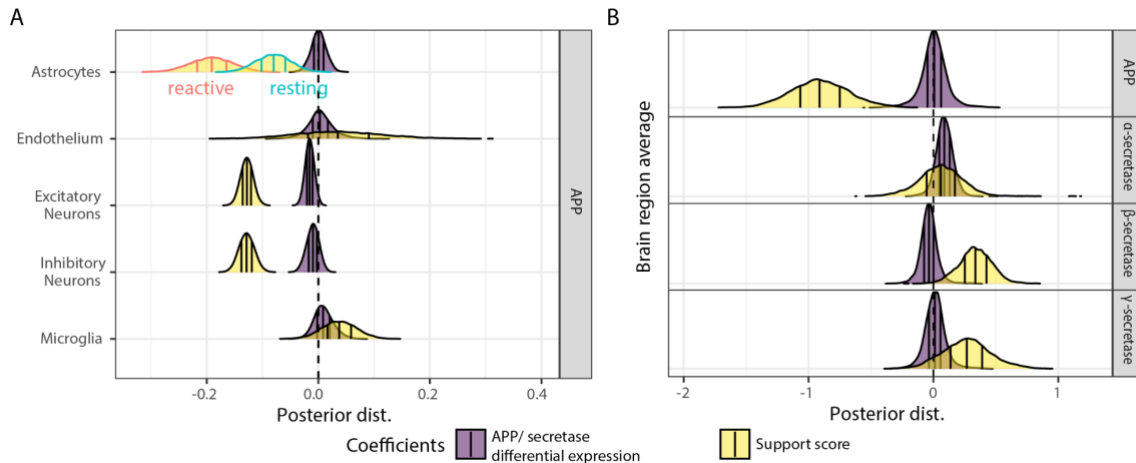 A
Astrocytes
reactive
resting
Endothelium
Excitatory
Neurons
Inhibitory
Neurons
Microglia
APP
-0.2
0.0
0.2
0.4
Posterior dist.
B
Brain region average
APP
α-secretase
β-secretase
γ-secretase
-2
-1
0
1
Posterior dist.
Coefficients
APP/ secretase
differential expression
Support score